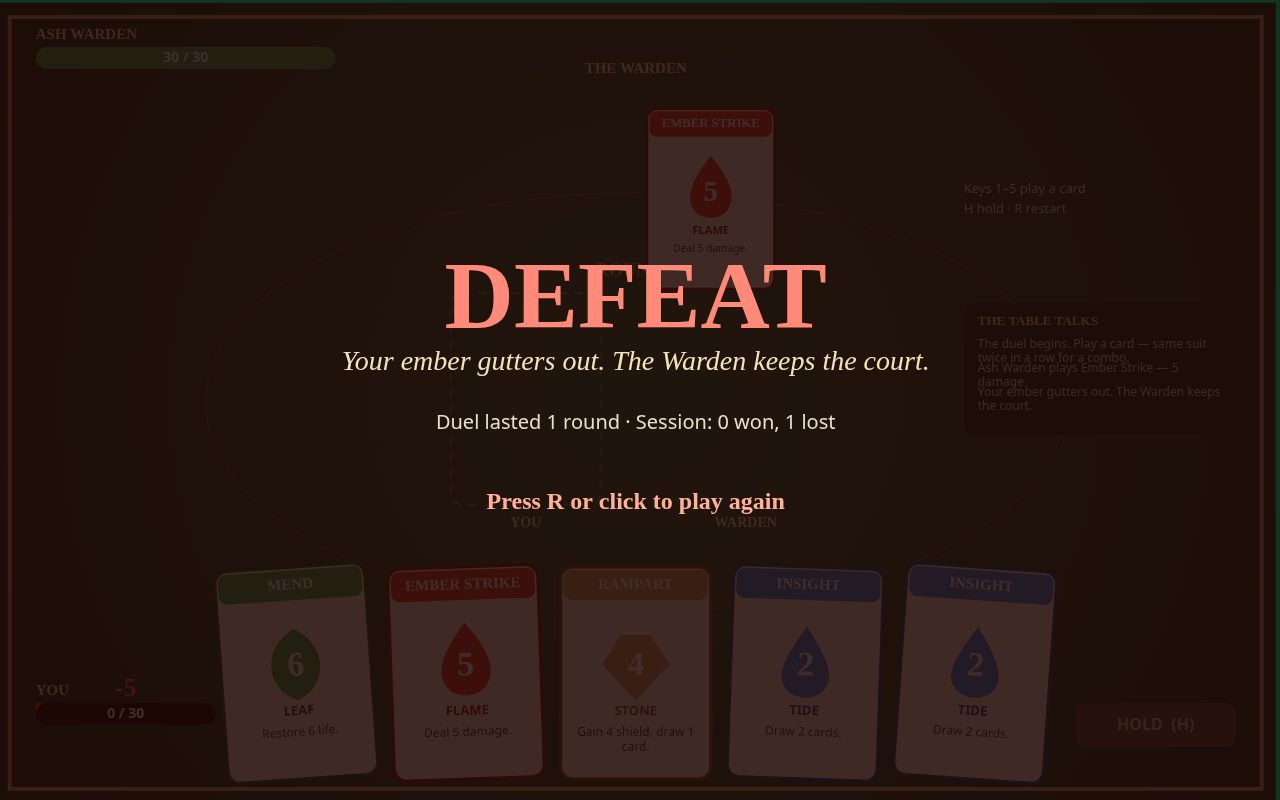 ASH WARDEN
30 / 30
THE WARDEN
EMBER STRIKE
5
FLAME
Deal 5 damage.
Keys 1–5 play a card
H hold · R restart
DEFEAT
Your ember gutters out. The Warden keeps the court.
Duel lasted 1 round · Session: 0 won, 1 lost
Press R or click to play again
THE TABLE TALKS
The duel begins. Play a card — same suit
twice in a row for a combo.
Ash Warden plays Ember Strike — 5
damage.
Your ember gutters out. The Warden keeps
the court.
YOU
WARDEN
MEND
6
LEAF
Restore 6 life.
EMBER STRIKE
5
FLAME
Deal 5 damage.
RAMPART
4
STONE
Gain 4 shield, draw 1
card.
INSIGHT
2
TIDE
Draw 2 cards.
INSIGHT
2
TIDE
Draw 2 cards.
YOU
-5
0 / 30
HOLD (H)